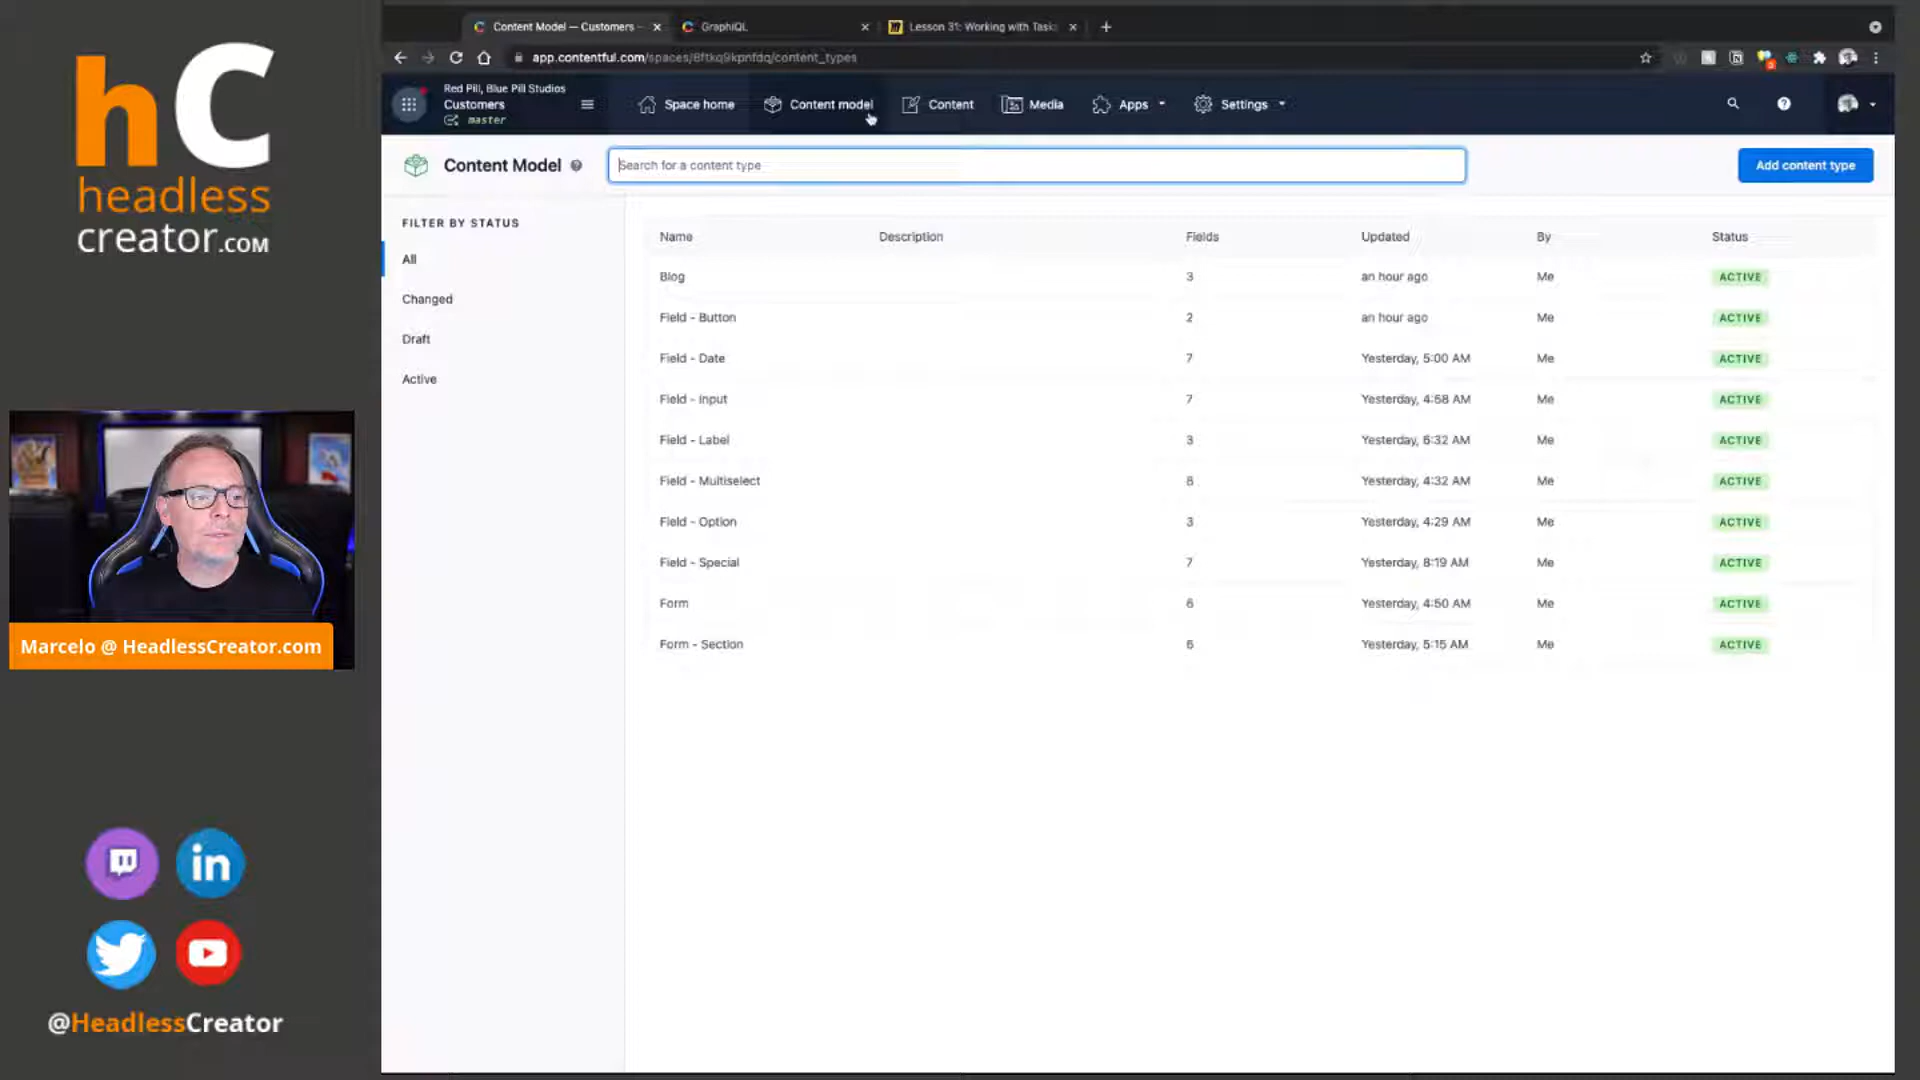 hC
headless
creator.COM
Marcelo @ HeadlessCreator.com
in
@HeadlessCreator
Content Model — Customers -
GraphiQL
Lesson 31: Working with Task
app.contentful.com/spaces/8ftkq9kpnfdq/content_types
Red Pill, Blue Pill Studios
Customers
master
Space home
Content model
Content
Media
Apps
Settings
Content Model
Search for a content type
Add content type
FILTER BY STATUS
All
Changed
Draft
Active
Name Description Fields Updated By Status
Blog 3 an hour ago Me ACTIVE
Field - Button 2 an hour ago Me ACTIVE
Field - Date 7 Yesterday, 5:00 AM Me ACTIVE
Field - Input 7 Yesterday, 4:58 AM Me ACTIVE
Field - Label 3 Yesterday, 6:32 AM Me ACTIVE
Field - Multiselect 8 Yesterday, 4:32 AM Me ACTIVE
Field - Option 3 Yesterday, 4:29 AM Me ACTIVE
Field - Special 7 Yesterday, 8:19 AM Me ACTIVE
Form 6 Yesterday, 4:50 AM Me ACTIVE
Form - Section 6 Yesterday, 5:15 AM Me ACTIVE